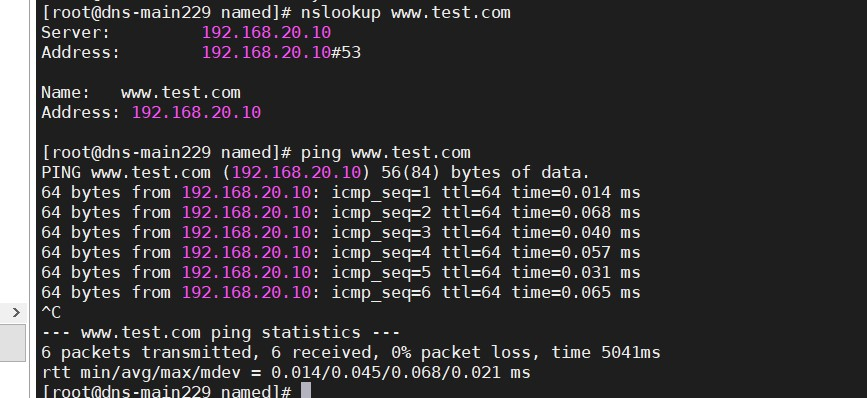 [root@dns-main229 named]# nslookup www.test.com
Server:         192.168.20.10
Address:        192.168.20.10#53
Name:   www.test.com
Address: 192.168.20.10
[root@dns-main229 named]# ping www.test.com
PING www.test.com (192.168.20.10) 56(84) bytes of data.
64 bytes from 192.168.20.10: icmp_seq=1 ttl=64 time=0.014 ms
64 bytes from 192.168.20.10: icmp_seq=2 ttl=64 time=0.068 ms
64 bytes from 192.168.20.10: icmp_seq=3 ttl=64 time=0.040 ms
64 bytes from 192.168.20.10: icmp_seq=4 ttl=64 time=0.057 ms
64 bytes from 192.168.20.10: icmp_seq=5 ttl=64 time=0.031 ms
64 bytes from 192.168.20.10: icmp_seq=6 ttl=64 time=0.065 ms
^C
--- www.test.com ping statistics ---
6 packets transmitted, 6 received, 0% packet loss, time 5041ms
rtt min/avg/max/mdev = 0.014/0.045/0.068/0.021 ms
[root@dns-main229 named]#